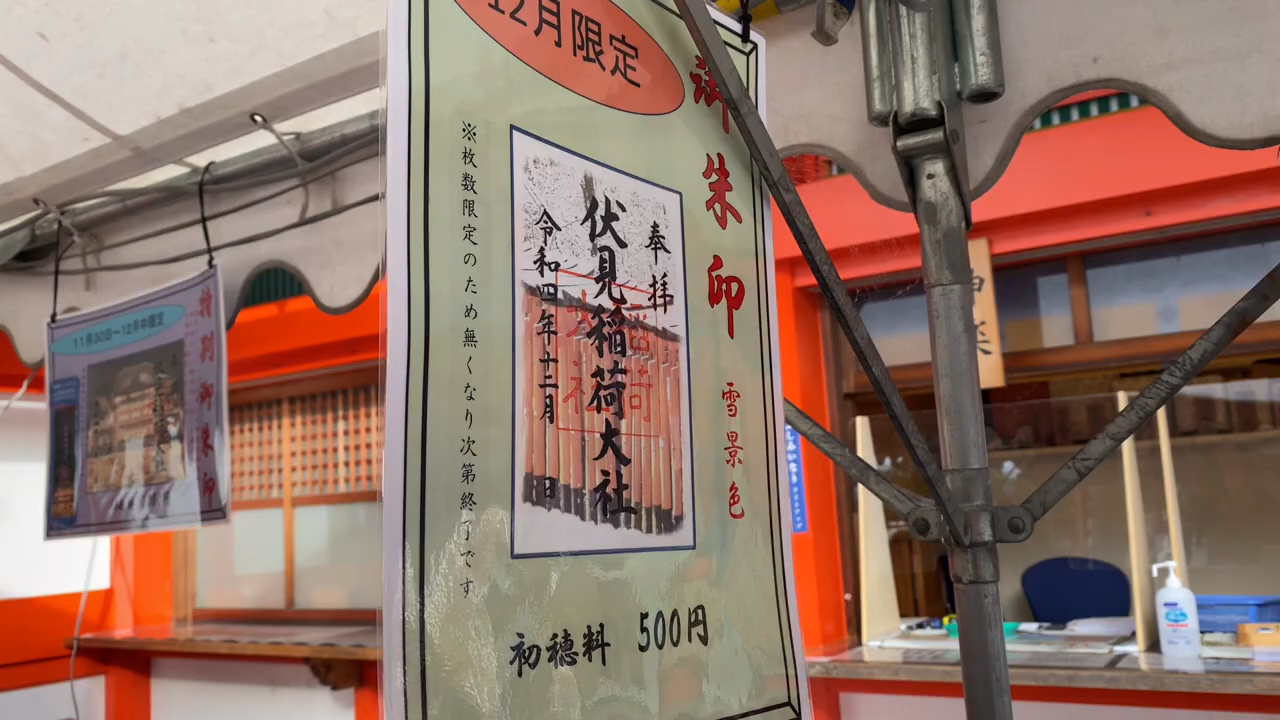 12月限定
御朱印
雪景色
奉拝
伏見稲荷大社
令和四年十二月 日
※枚数限定のため無くなり次第終了です
初穂料 500円
11月30日〜12月中限定
特別御朱印